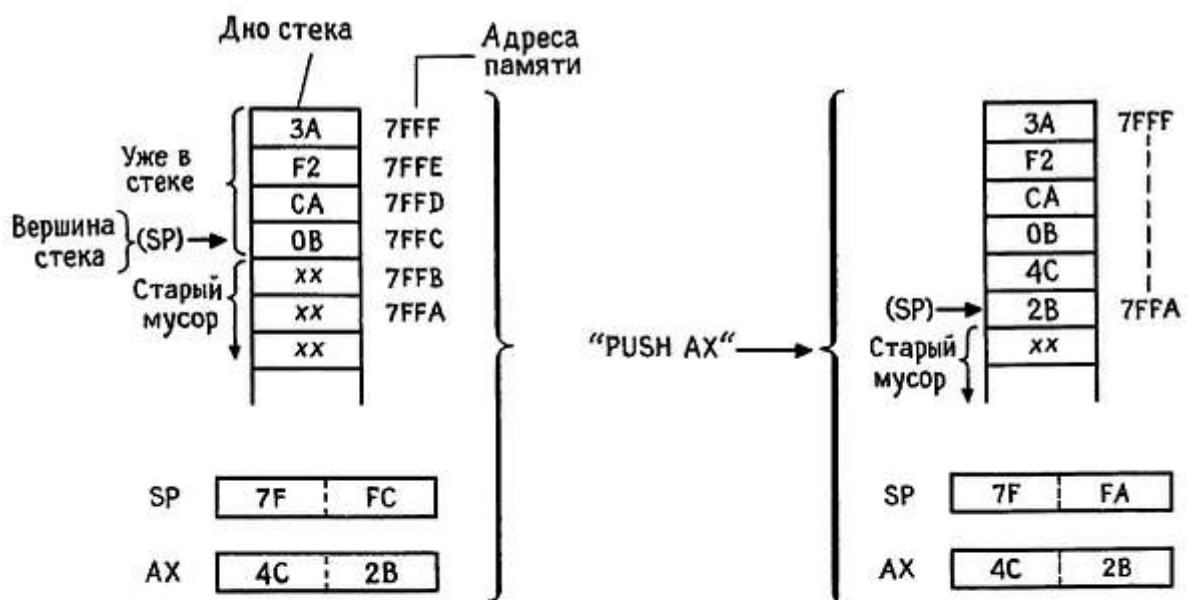 Дно стека
Адреса
памяти
Уже в
стеке
Вершина
стека
(SP)
Старый
мусор
3A 7FFF
F2 7FFE
CA 7FFD
0B 7FFC
xx 7FFB
xx 7FFA
xx
SP 7F FC
AX 4C 2B
"PUSH AX"
3A 7FFF
F2
CA
0B
4C
(SP) 2B 7FFA
xx
Старый
мусор
SP 7F FA
AX 4C 2B